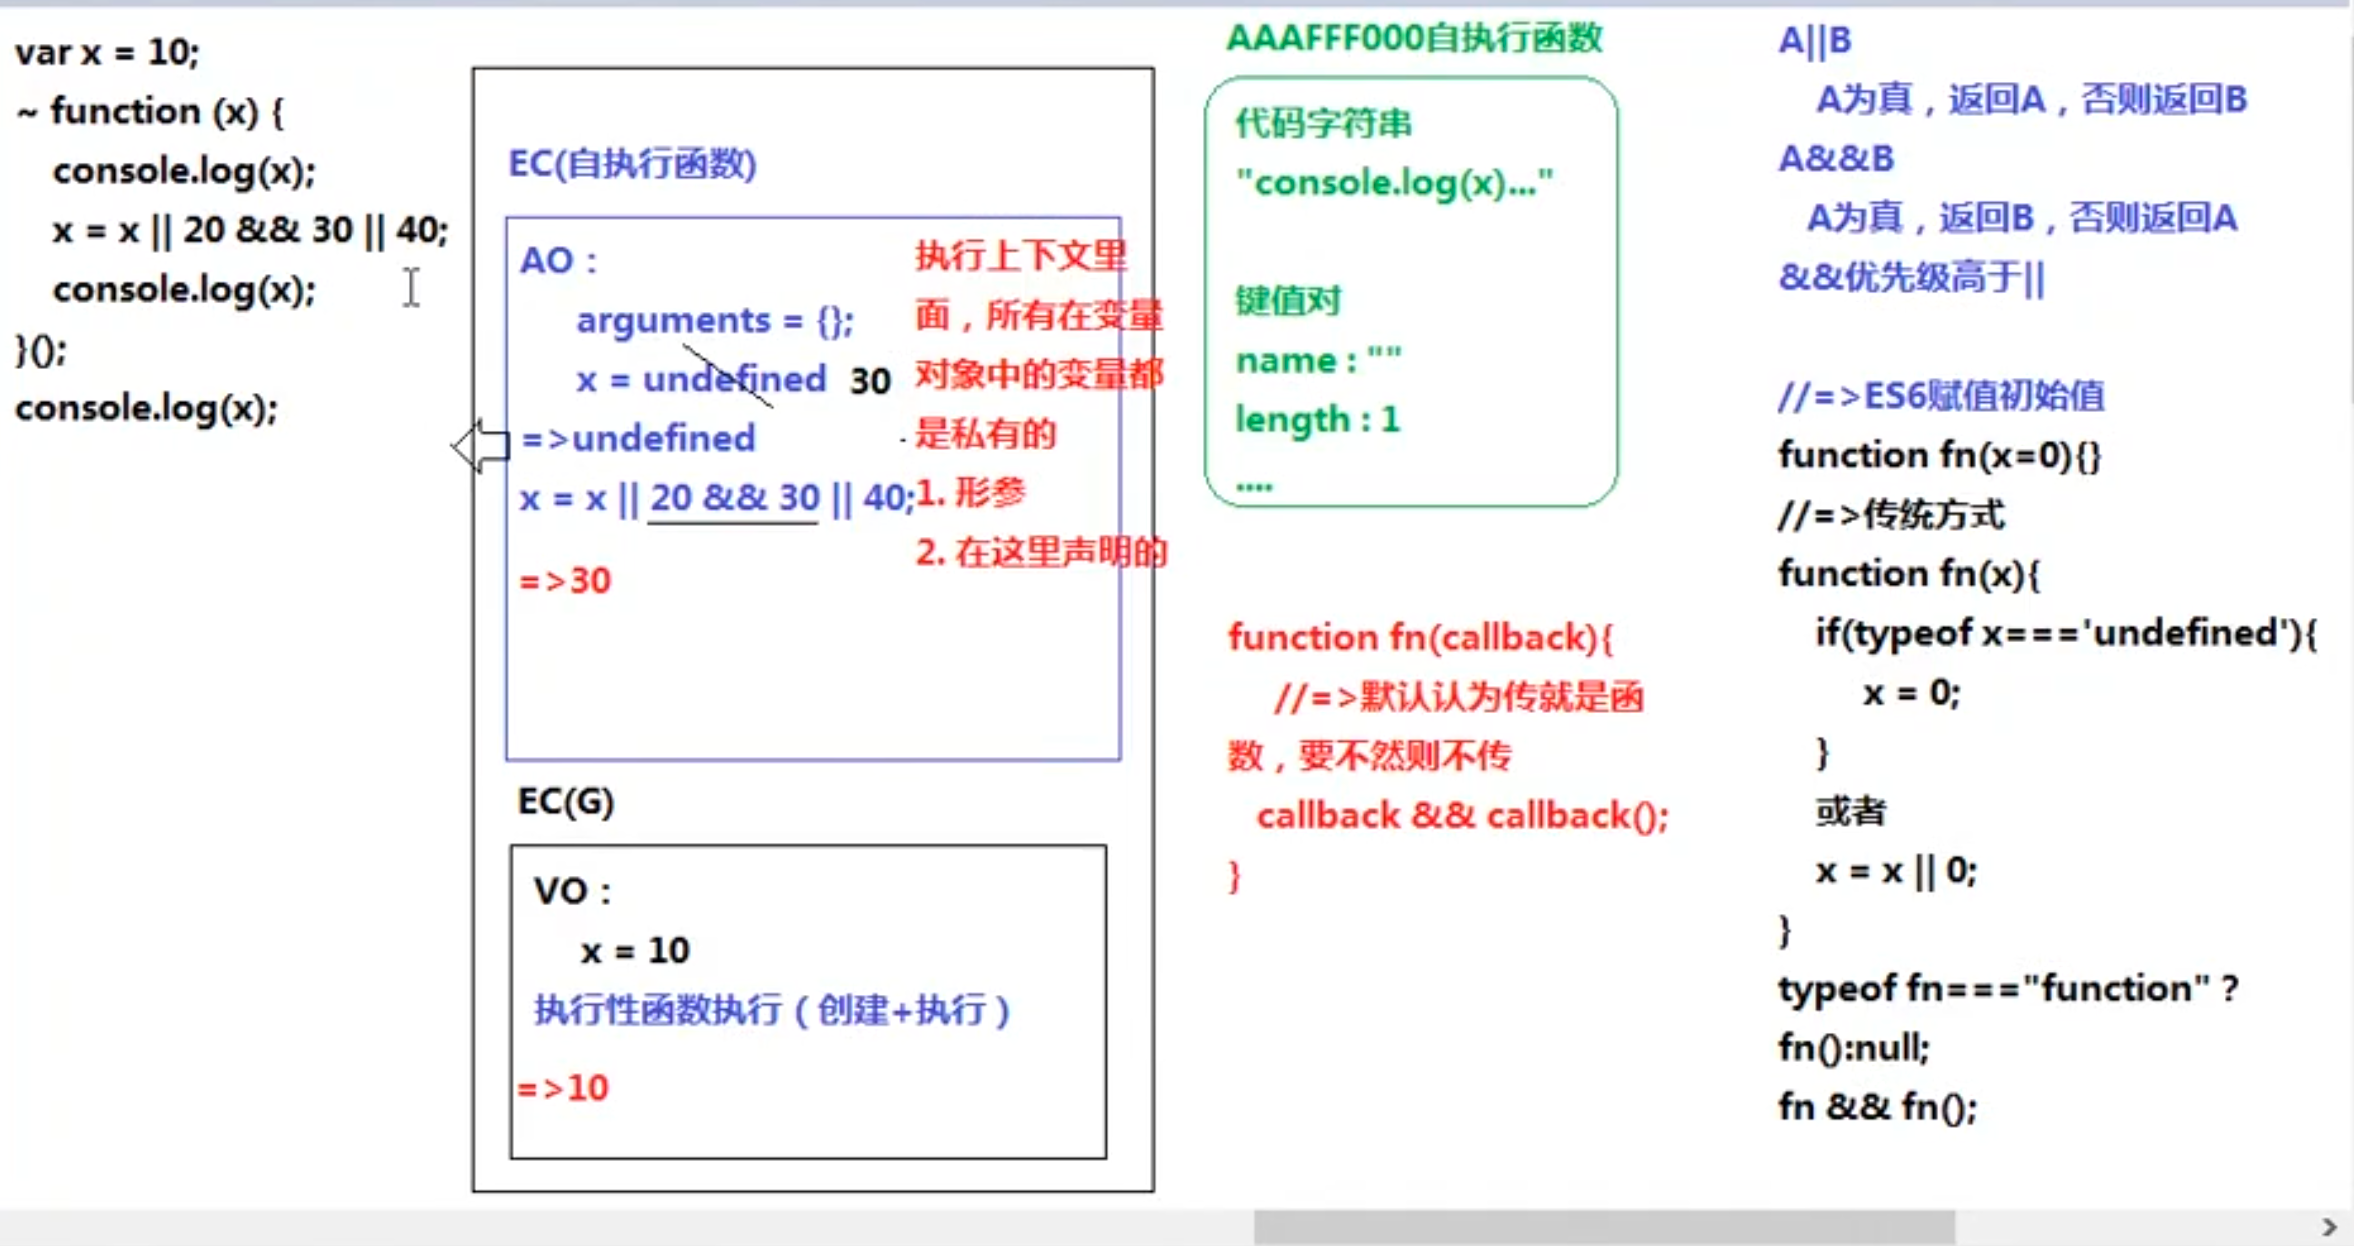 var x = 10;
~ function (x) {
console.log(x);
x = x || 20 && 30 || 40;
console.log(x);
}();
console.log(x);
EC(自执行函数)
AO：
arguments = {};
x = undefined 30
=>undefined
x = x || 20 && 30 || 40;
=>30
执行上下文里
面，所有在变量
对象中的变量都
是私有的
1. 形参
2. 在这里声明的
EC(G)
VO：
x = 10
执行性函数执行（创建+执行）
=>10
AAAFFF000自执行函数
代码字符串
"console.log(x)..."
键值对
name : ""
length : 1
....
function fn(callback){
//=>默认认为传就是函
数，要不然则不传
callback && callback();
}
A||B
A为真，返回A，否则返回B
A&&B
A为真，返回B，否则返回A
&&优先级高于||
//=>ES6赋值初始值
function fn(x=0){}
//=>传统方式
function fn(x){
if(typeof x==='undefined'){
x = 0;
}
或者
x = x || 0;
}
typeof fn==="function" ?
fn():null;
fn && fn();